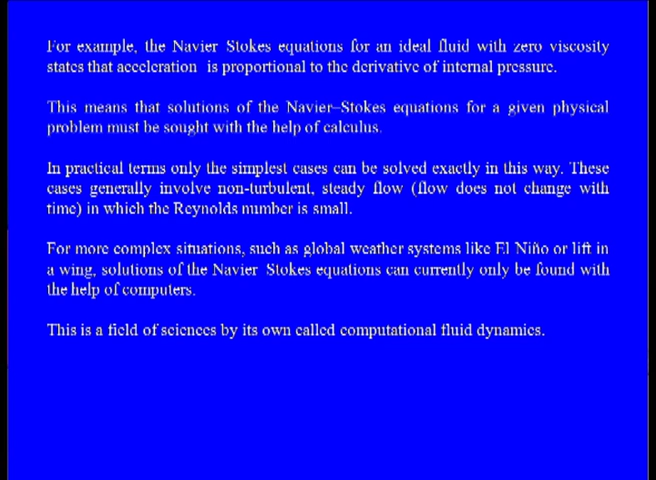 For example, the Navier Stokes equations for an ideal fluid with zero viscosity
states that acceleration is proportional to the derivative of internal pressure.
This means that solutions of the Navier–Stokes equations for a given physical
problem must be sought with the help of calculus.
In practical terms only the simplest cases can be solved exactly in this way. These
cases generally involve non-turbulent, steady flow (flow does not change with
time) in which the Reynolds number is small.
For more complex situations, such as global weather systems like El Niño or lift in
a wing, solutions of the Navier Stokes equations can currently only be found with
the help of computers.
This is a field of sciences by its own called computational fluid dynamics.